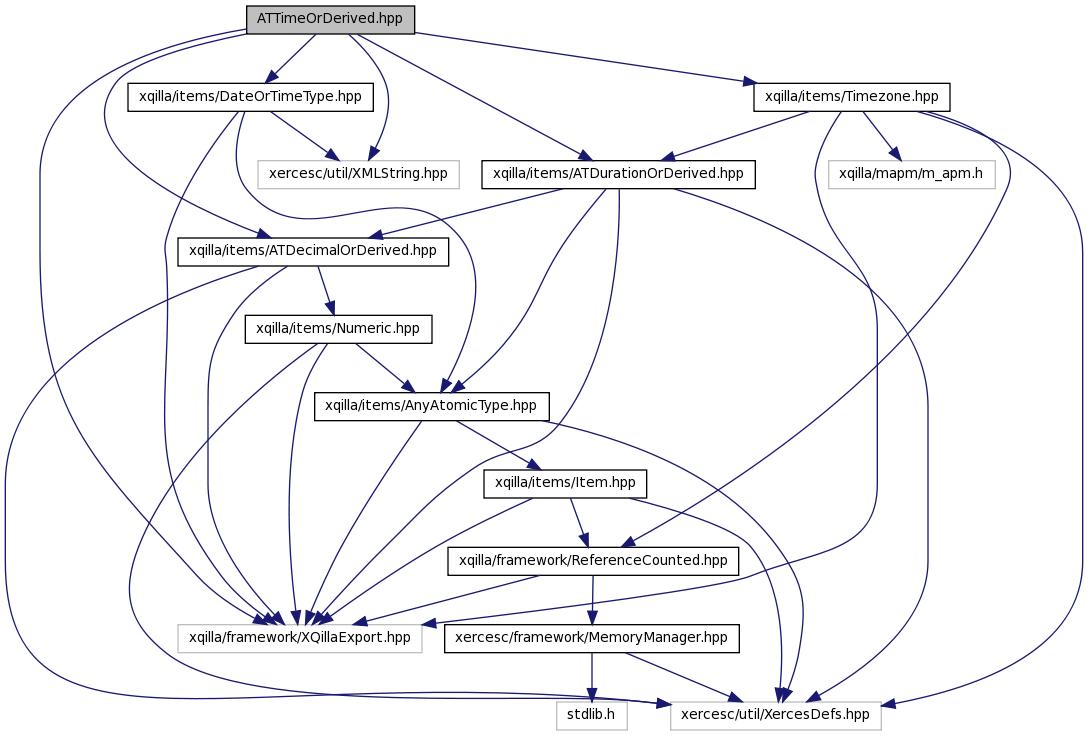 ATTimeOrDerived.hpp
xqilla/items/DateOrTimeType.hpp
xqilla/items/Timezone.hpp
xercesc/util/XMLString.hpp
xqilla/items/ATDurationOrDerived.hpp
xqilla/mapm/m_apm.h
xqilla/items/ATDecimalOrDerived.hpp
xqilla/items/Numeric.hpp
xqilla/items/AnyAtomicType.hpp
xqilla/items/Item.hpp
xqilla/framework/ReferenceCounted.hpp
xqilla/framework/XQillaExport.hpp
xercesc/framework/MemoryManager.hpp
stdlib.h
xercesc/util/XercesDefs.hpp